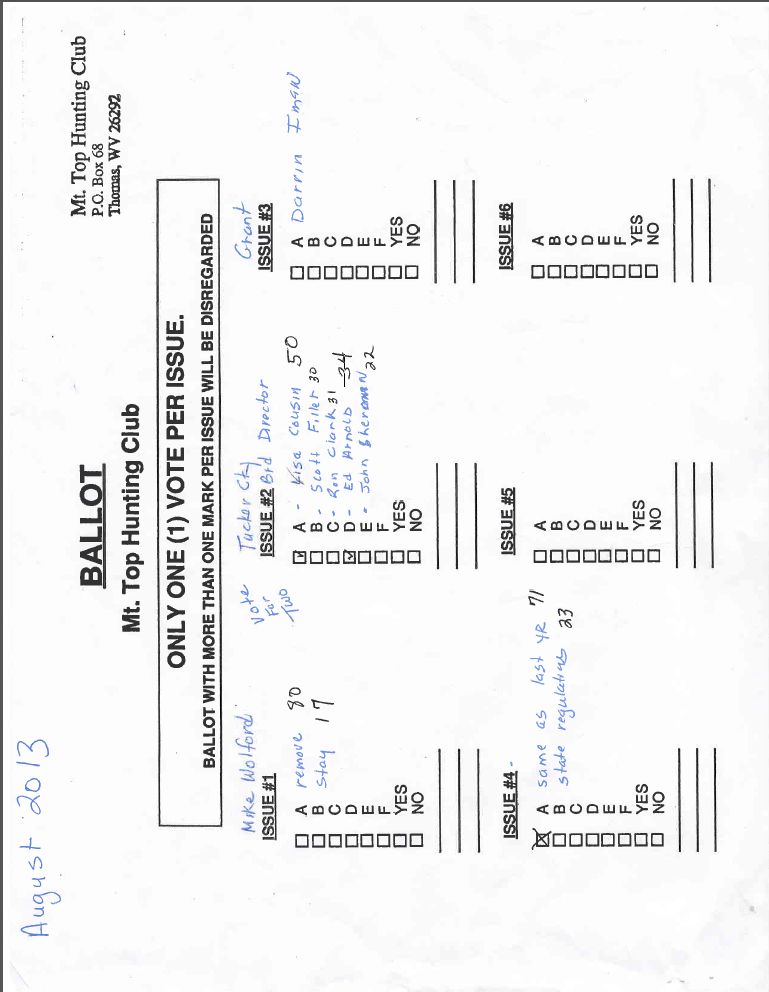 August 2013
BALLOT
Mt. Top Hunting Club
Mt. Top Hunting Club
P.O. Box 68
Thomas, WV 26292
ONLY ONE (1) VOTE PER ISSUE.
BALLOT WITH MORE THAN ONE MARK PER ISSUE WILL BE DISREGARDED
Mike Wolford
ISSUE #1
A remove 80
B stay 17
C
D
E
F
YES
NO
Vote
For
Two
Tucker Cty
ISSUE #2 Brd Director
A - Lisa Cousin 50
B - Scott Filler 30
C - Ron Clark 31
D - Ed Arnold 34
E - John Sherman 22
F
YES
NO
Grant
ISSUE #3
A Darrin Iman
B
C
D
E
F
YES
NO
ISSUE #4 -
A same as last yr 71
B state regulations 23
C
D
E
F
YES
NO
ISSUE #5
A
B
C
D
E
F
YES
NO
ISSUE #6
A
B
C
D
E
F
YES
NO